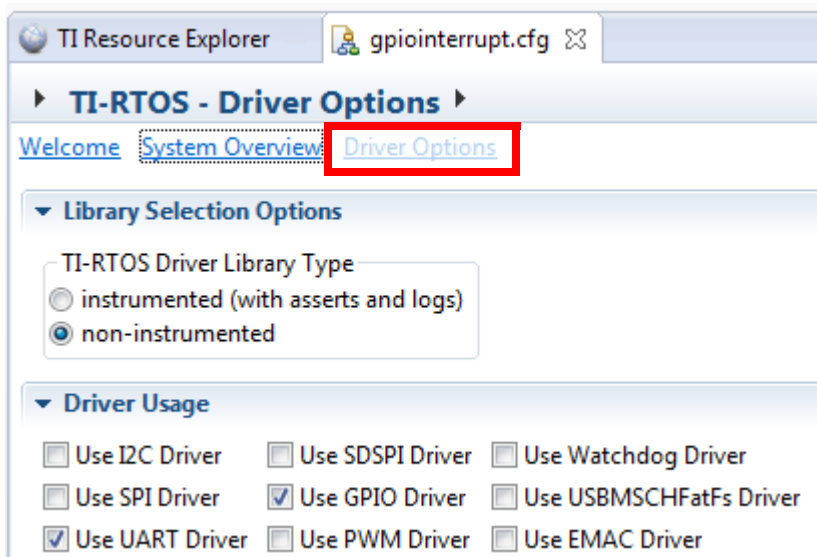 TI Resource Explorer gpiointerrupt.cfg
TI-RTOS - Driver Options
Welcome System Overview Driver Options
Library Selection Options
TI-RTOS Driver Library Type
instrumented (with asserts and logs)
non-instrumented
Driver Usage
Use I2C Driver Use SDSPI Driver Use Watchdog Driver
Use SPI Driver Use GPIO Driver Use USBMSCHFatFs Driver
Use UART Driver Use PWM Driver Use EMAC Driver